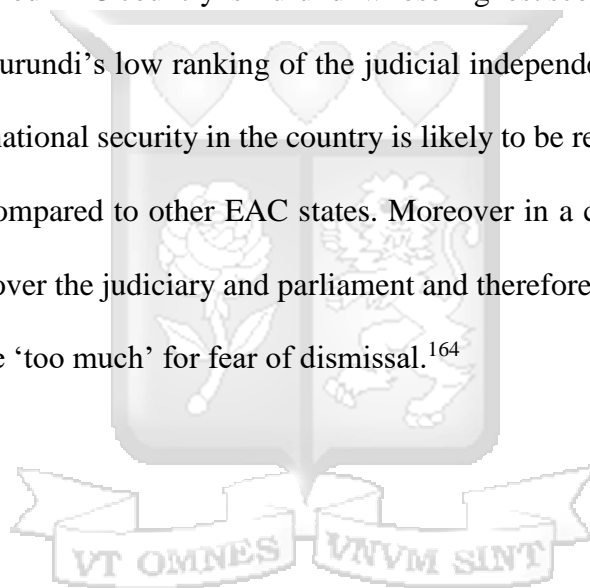 urundi's low ranking of the judicial independ
national security in the country is likely to be re
ompared to other EAC states. Moreover in a c
over the judiciary and parliament and therefore
e 'too much' for fear of dismissal.164
VT OMNES VNVM SINT